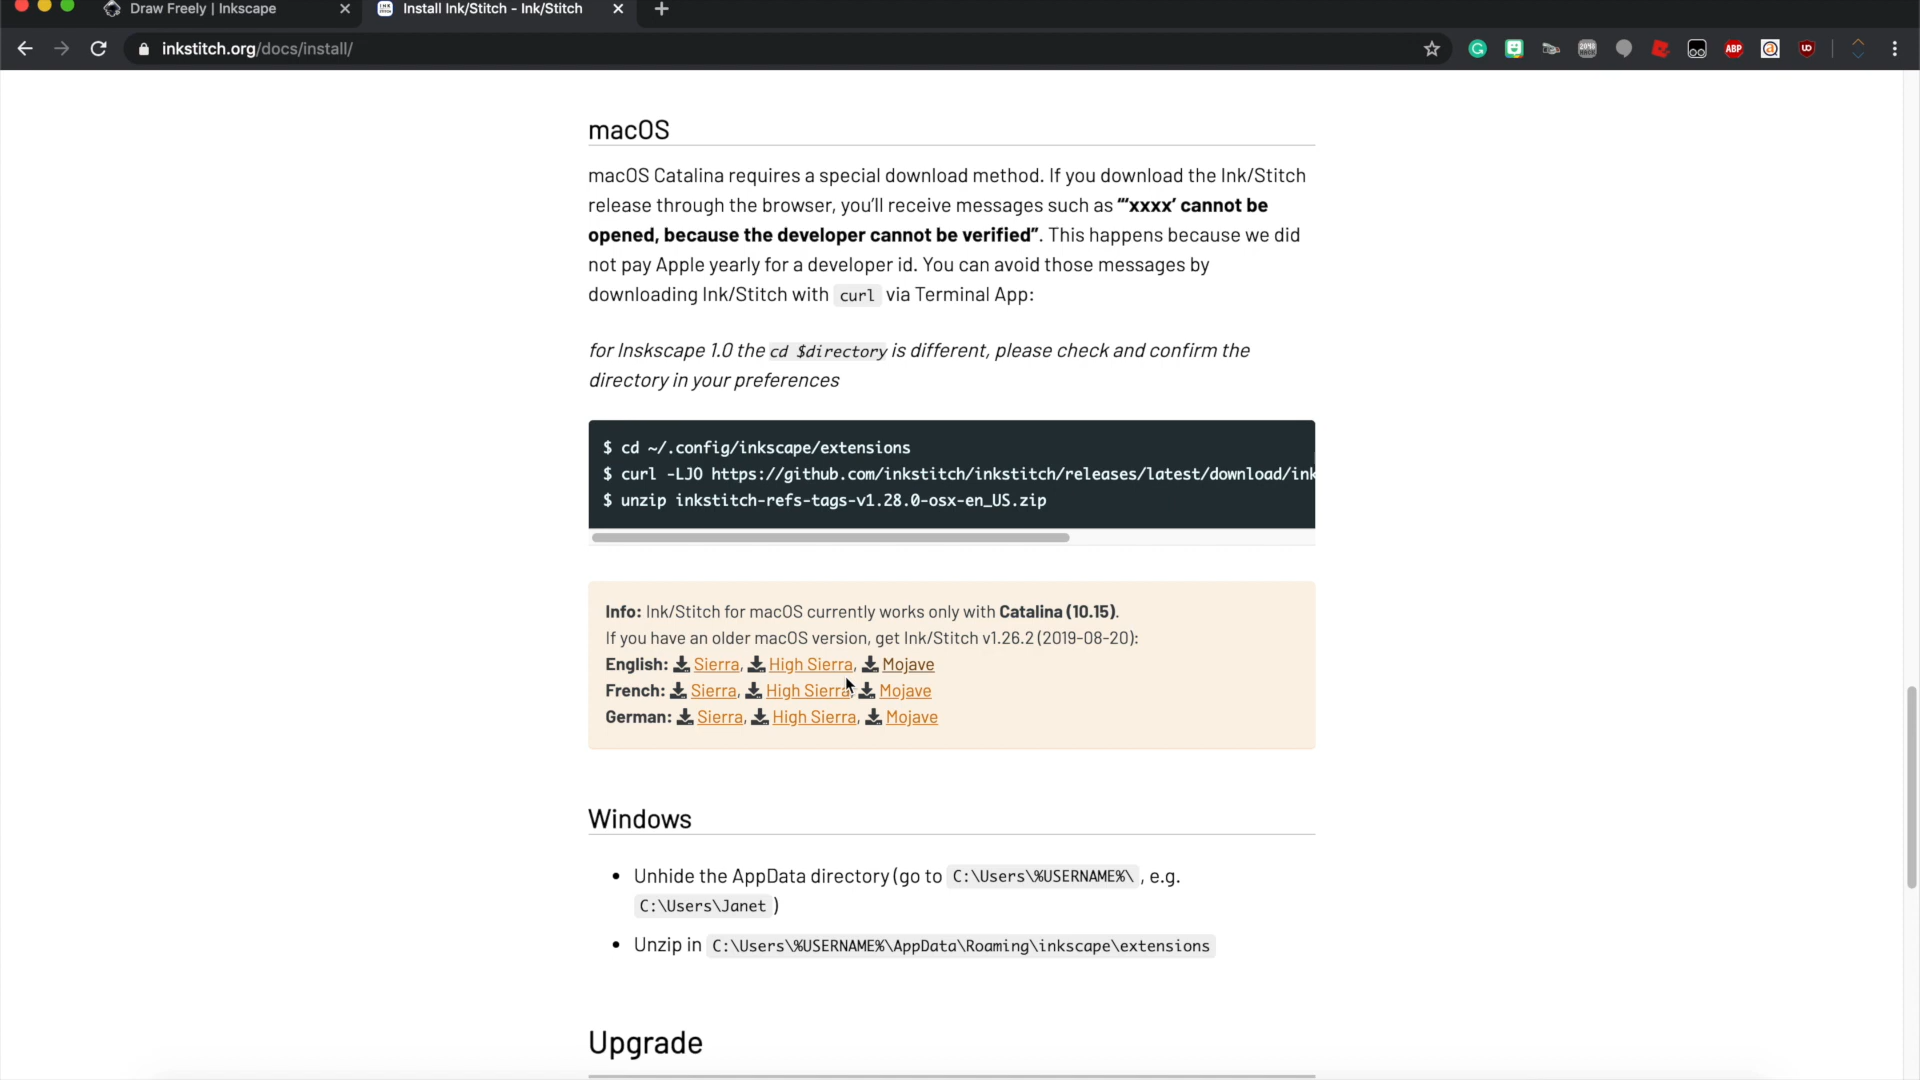 Draw Freely | Inkscape
Install Ink/Stitch - Ink/Stitch
inkstitch.org/docs/install/
macOS
macOS Catalina requires a special download method. If you download the Ink/Stitch
release through the browser, you’ll receive messages such as “‘xxxx’ cannot be
opened, because the developer cannot be verified”. This happens because we did
not pay Apple yearly for a developer id. You can avoid those messages by
downloading Ink/Stitch with curl via Terminal App:
for Inskscape 1.0 the cd $directory is different, please check and confirm the
directory in your preferences
$ cd ~/.config/inkscape/extensions
$ curl -LJO https://github.com/inkstitch/inkstitch/releases/latest/download/ink
$ unzip inkstitch-refs-tags-v1.28.0-osx-en_US.zip
Info: Ink/Stitch for macOS currently works only with Catalina (10.15).
If you have an older macOS version, get Ink/Stitch v1.26.2 (2019-08-20):
English: Sierra, High Sierra, Mojave
French: Sierra, High Sierra, Mojave
German: Sierra, High Sierra, Mojave
Windows
• Unhide the AppData directory (go to C:\Users\%USERNAME%\ , e.g.
C:\Users\Janet )
• Unzip in C:\Users\%USERNAME%\AppData\Roaming\inkscape\extensions
Upgrade